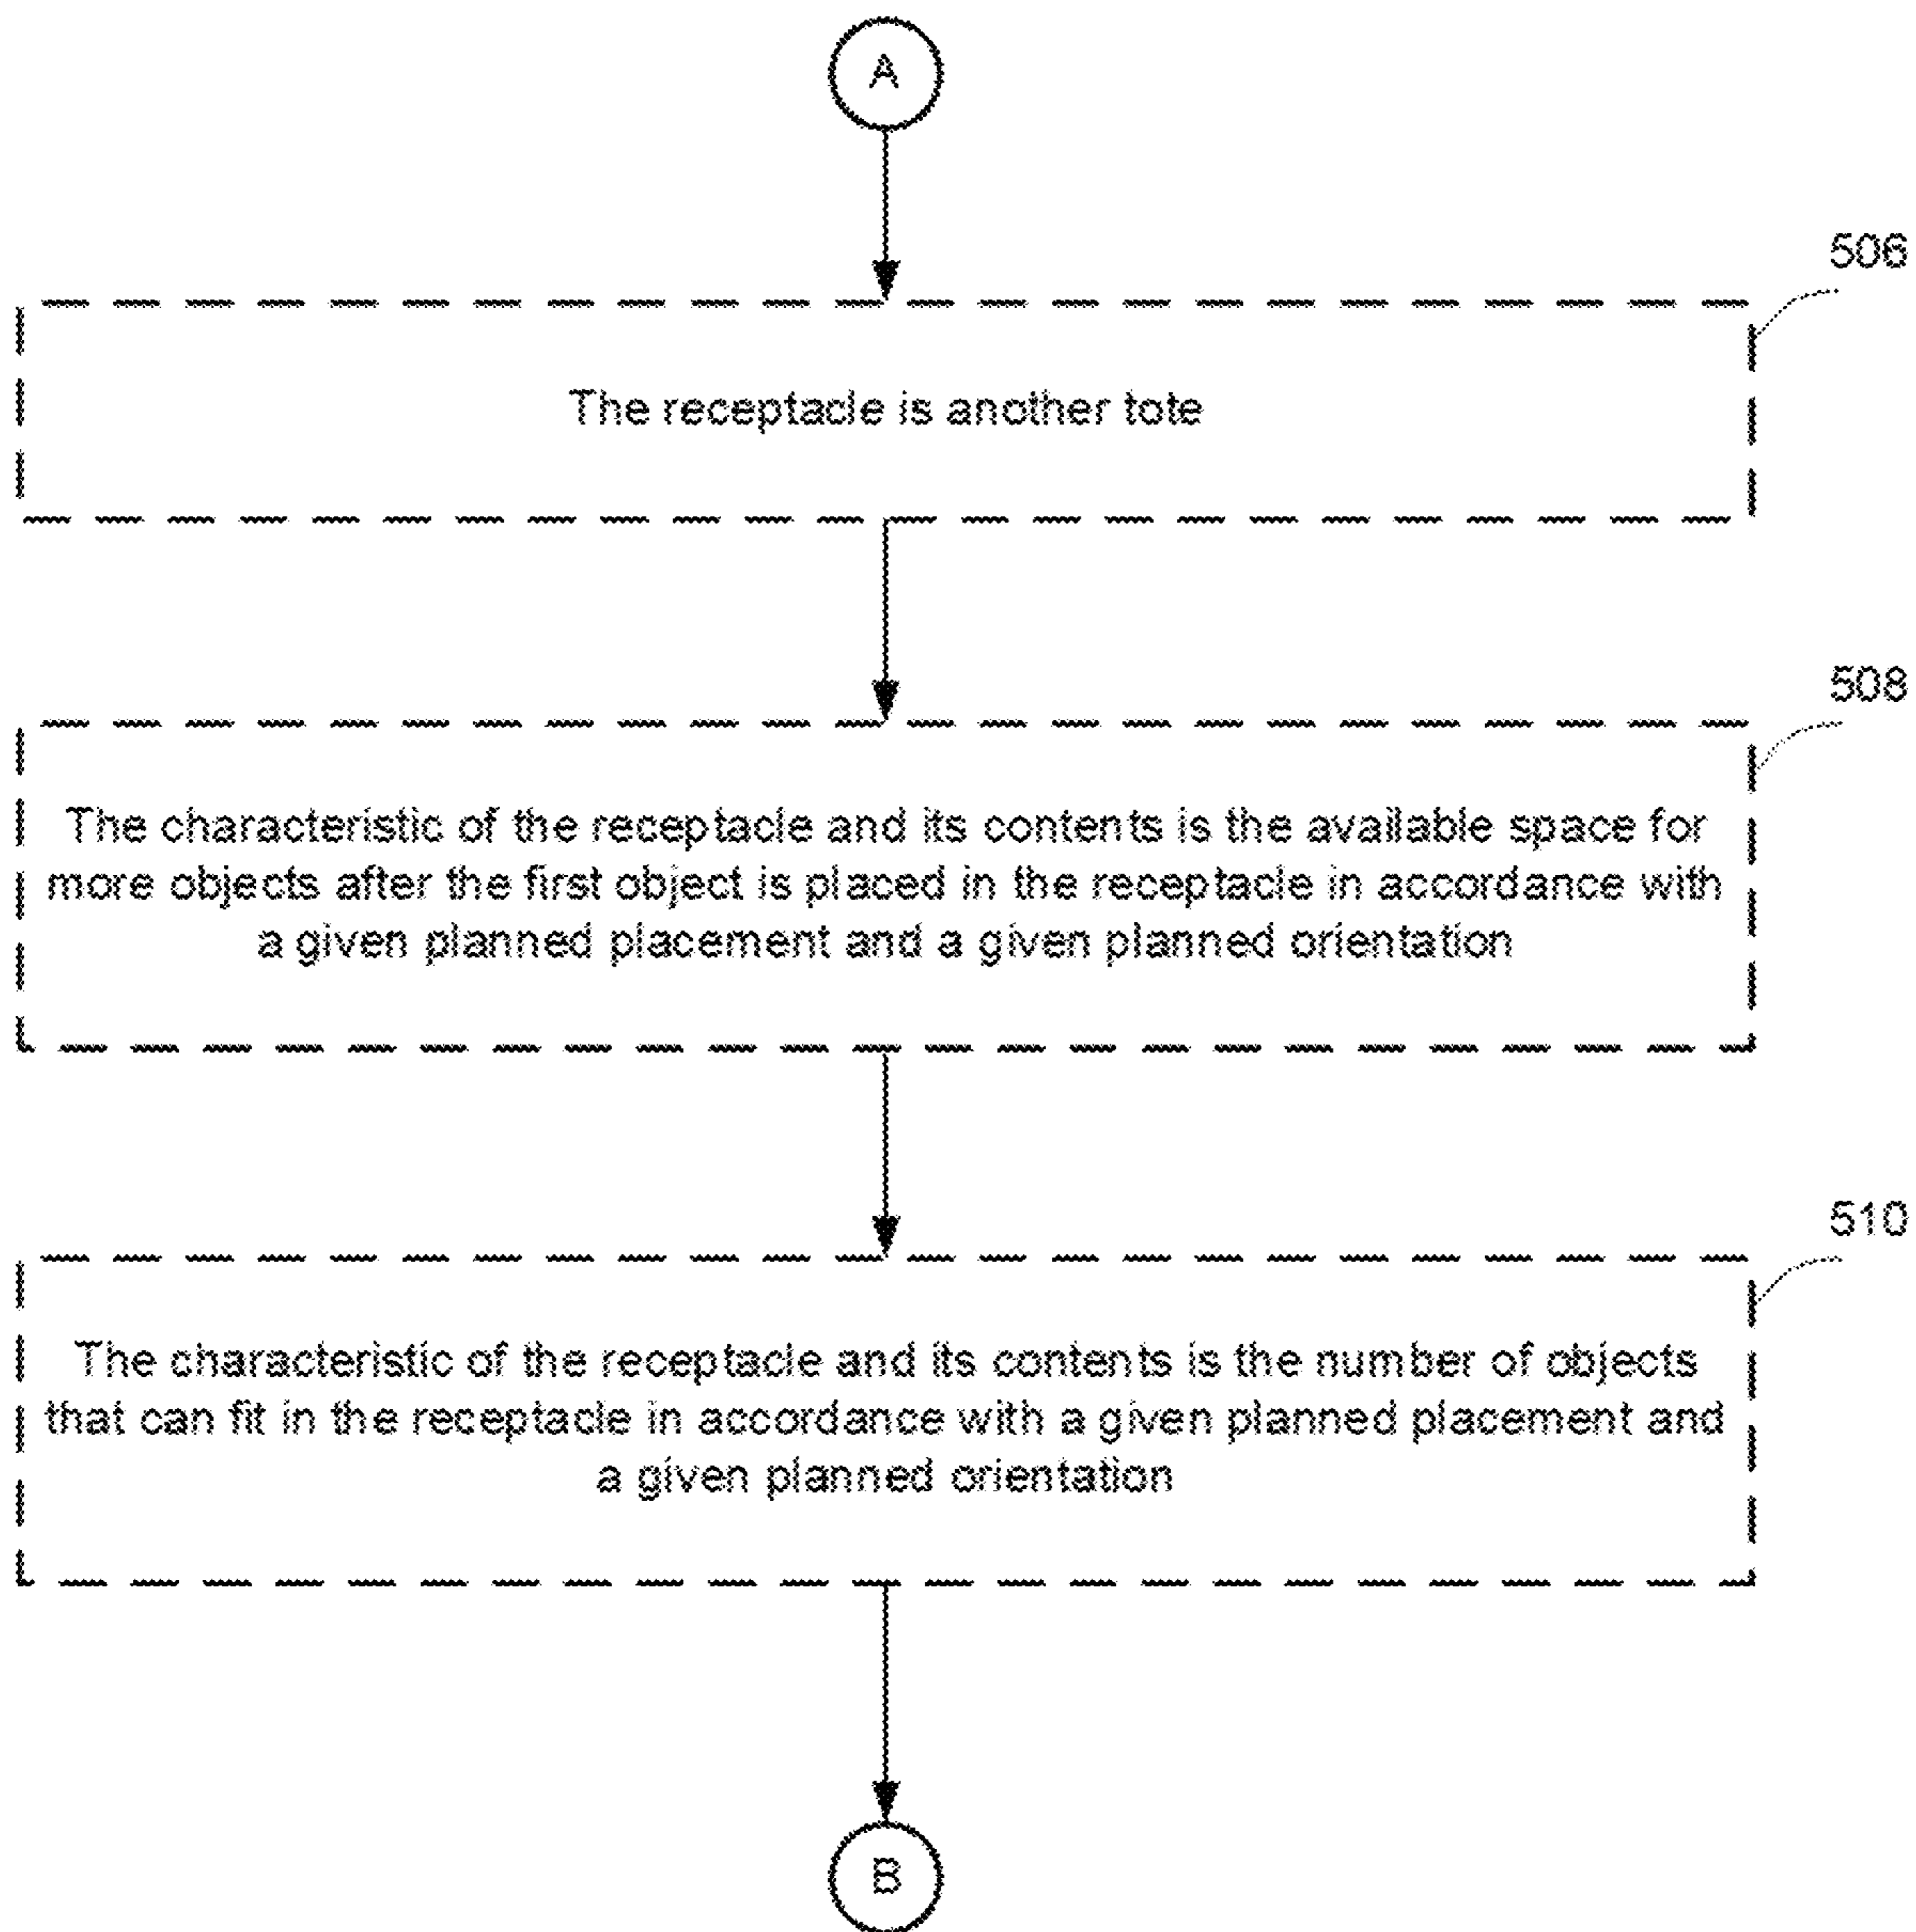 A
506
The receptacle is another tote
508
The characteristic of the receptacle and its contents is the available space for
more objects after the first object is placed in the receptacle in accordance with
a given planned placement and a given planned orientation
510
The characteristic of the receptacle and its contents is the number of objects
that can fit in the receptacle in accordance with a given planned placement and
a given planned orientation
B